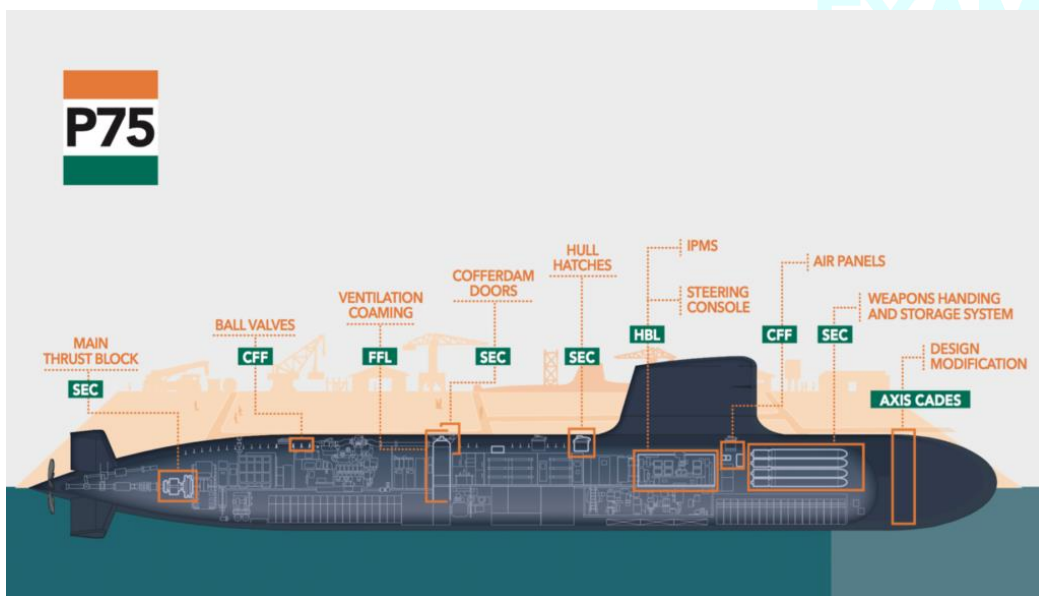 P75
MAIN
THRUST BLOCK
SEC
BALL VALVES
CFF
VENTILATION
COAMING
FFL
COFFERDAM
DOORS
SEC
HULL
HATCHES
SEC
IPMS
STEERING
CONSOLE
HBL
AIR PANELS
CFF
WEAPONS HANDING
AND STORAGE SYSTEM
SEC
DESIGN
MODIFICATION
AXIS CADES